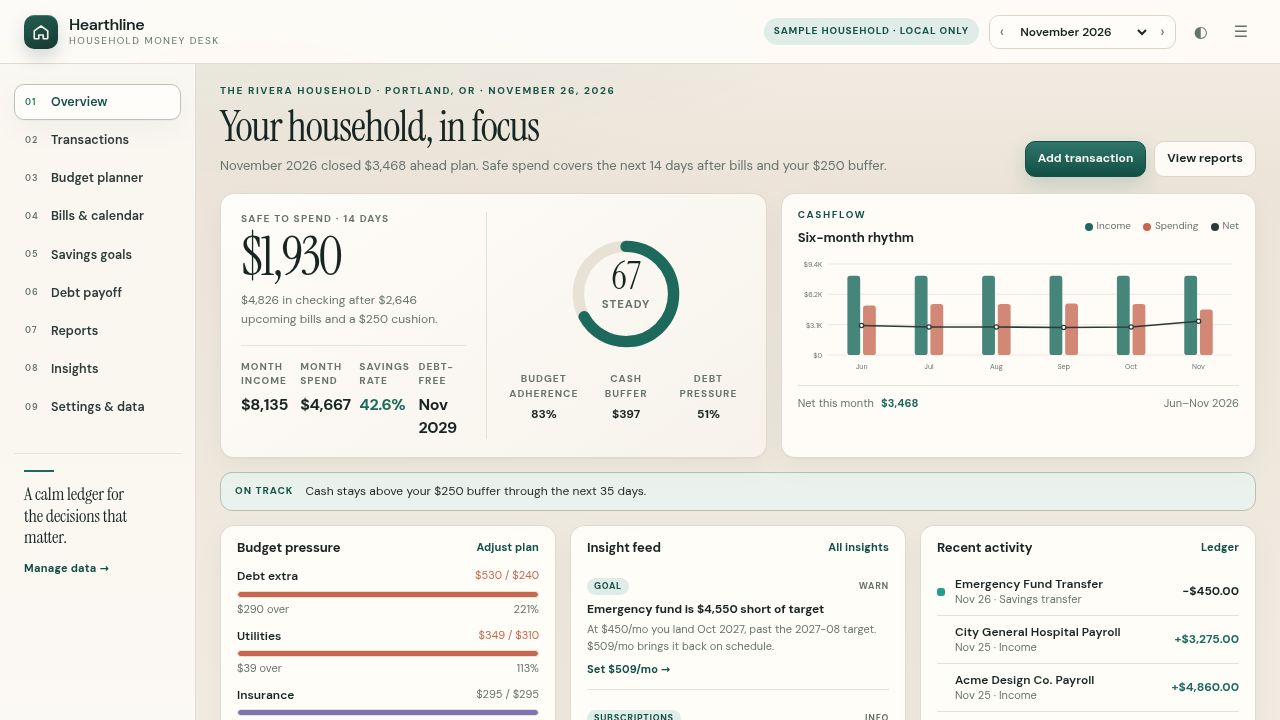 Hearthline
HOUSEHOLD MONEY DESK
SAMPLE HOUSEHOLD · LOCAL ONLY
‹ November 2026 ›
01 Overview
02 Transactions
03 Budget planner
04 Bills & calendar
05 Savings goals
06 Debt payoff
07 Reports
08 Insights
09 Settings & data
A calm ledger for
the decisions that
matter.
Manage data →
THE RIVERA HOUSEHOLD · PORTLAND, OR · NOVEMBER 26, 2026
Your household, in focus
November 2026 closed $3,468 ahead plan. Safe spend covers the next 14 days after bills and your $250 buffer.
Add transaction
View reports
SAFE TO SPEND · 14 DAYS
$1,930
$4,826 in checking after $2,646
upcoming bills and a $250 cushion.
MONTH INCOME
$8,135
MONTH SPEND
$4,667
SAVINGS RATE
42.6%
DEBT-FREE
Nov 2029
67
STEADY
BUDGET ADHERENCE
83%
CASH BUFFER
$397
DEBT PRESSURE
51%
CASHFLOW
Six-month rhythm
Income Spending Net
$9.4K
$6.2K
$3.1K
$0
Jun Jul Aug Sep Oct Nov
Net this month $3,468
Jun–Nov 2026
ON TRACK Cash stays above your $250 buffer through the next 35 days.
Budget pressure
Adjust plan
Debt extra $530 / $240
$290 over 221%
Utilities $349 / $310
$39 over 113%
Insurance $295 / $295
Insight feed
All insights
GOAL WARN
Emergency fund is $4,550 short of target
At $450/mo you land Oct 2027, past the 2027-08 target.
$509/mo brings it back on schedule.
Set $509/mo →
SUBSCRIPTIONS INFO
Recent activity
Ledger
Emergency Fund Transfer
Nov 26 · Savings transfer
-$450.00
City General Hospital Payroll
Nov 25 · Income
+$3,275.00
Acme Design Co. Payroll
Nov 25 · Income
+$4,860.00